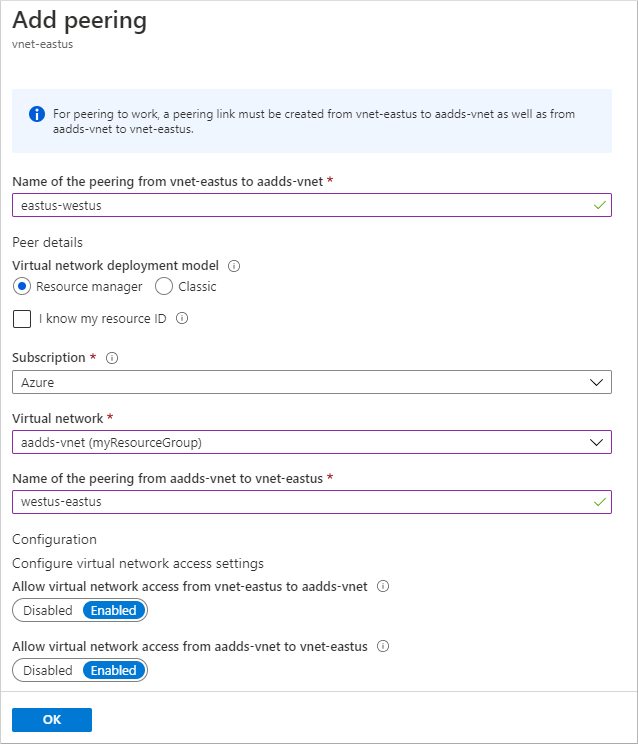 Add peering
vnet-eastus
For peering to work, a peering link must be created from vnet-eastus to aadds-vnet as well as from
aadds-vnet to vnet-eastus.
Name of the peering from vnet-eastus to aadds-vnet *
eastus-westus
Peer details
Virtual network deployment model
Resource manager Classic
I know my resource ID
Subscription *
Azure
Virtual network *
aadds-vnet (myResourceGroup)
Name of the peering from aadds-vnet to vnet-eastus *
westus-eastus
Configuration
Configure virtual network access settings
Allow virtual network access from vnet-eastus to aadds-vnet
Disabled Enabled
Allow virtual network access from aadds-vnet to vnet-eastus
Disabled Enabled
OK